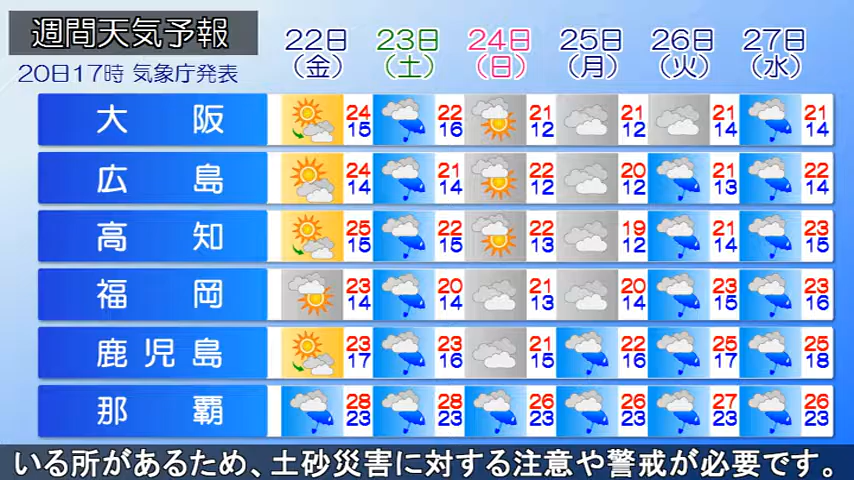 週間天気予報
20日17時 気象庁発表
22日 23日 24日 25日 26日 27日
(金) (土) (日) (月) (火) (水)
大阪 24 15 22 16 21 12 21 12 21 14 21 14
広島 24 14 21 14 22 12 20 12 21 13 22 14
高知 25 15 22 15 22 13 19 12 21 14 23 15
福岡 23 14 20 14 21 13 20 14 23 15 23 16
鹿児島 23 17 23 16 21 15 22 16 25 17 25 18
那覇 28 23 28 23 26 23 26 23 27 23 26 23
いる所があるため、土砂災害に対する注意や警戒が必要です。